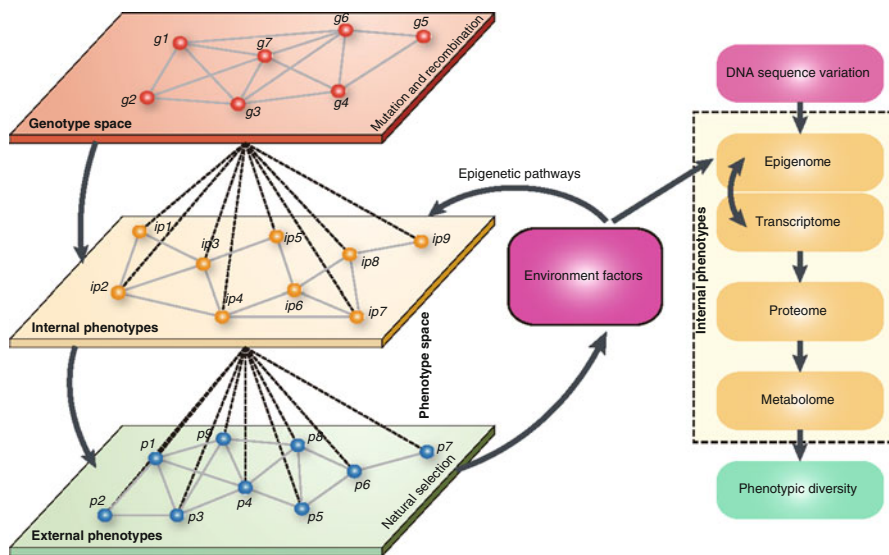 g1
g6
g5
g7
g2
g3
g4
Genotype space
Mutation and recombination
ip1
ip3
ip5
ip9
ip8
ip2
ip4
ip6
ip7
Internal phenotypes
Phenotype space
p1
p9
p8
p7
p2
p3
p4
p5
p6
External phenotypes
Natural selection
Epigenetic pathways
Environment factors
DNA sequence variation
Epigenome
Transcriptome
Proteome
Metabolome
Internal phenotypes
Phenotypic diversity